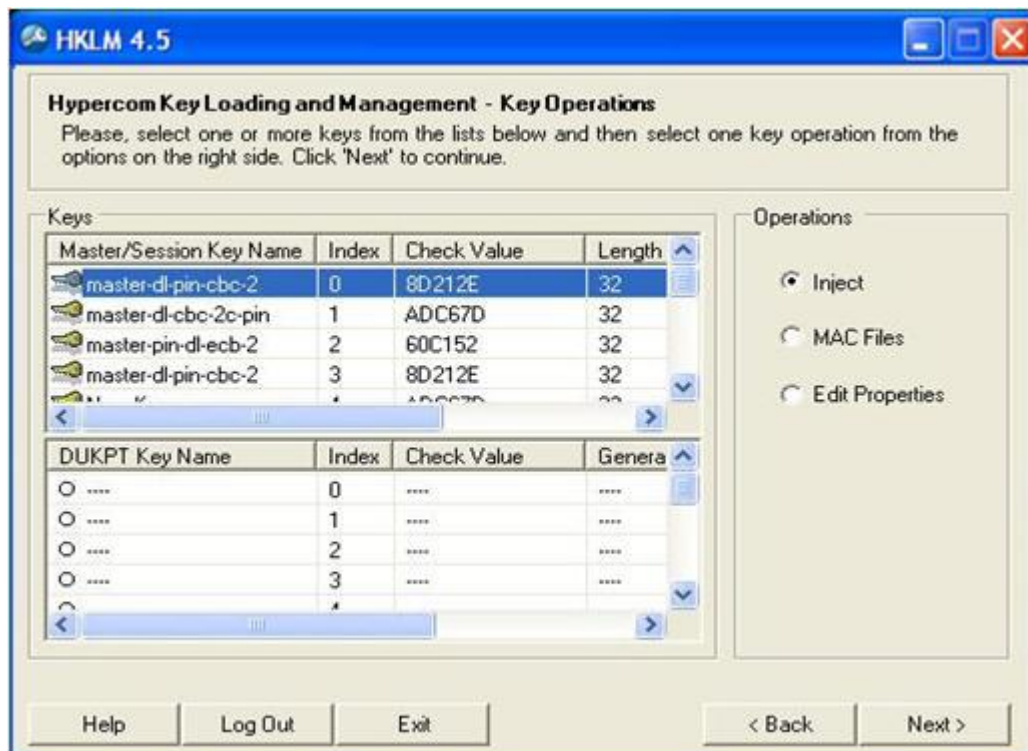 HKLM 4.5
Hypercom Key Loading and Management - Key Operations
Please, select one or more keys from the lists below and then select one key operation from the
options on the right side. Click 'Next' to continue.
Keys
Master/Session Key Name Index Check Value Length
master-dl-pin-cbc-2 0 8D212E 32
master-dl-cbc-2c-pin 1 ADC67D 32
master-pin-dl-ecb-2 2 60C152 32
master-dl-pin-cbc-2 3 8D212E 32
DUKPT Key Name Index Check Value Genera
---- 0 ---- ----
---- 1 ---- ----
---- 2 ---- ----
---- 3 ---- ----
Operations
Inject
MAC Files
Edit Properties
Help Log Out Exit < Back Next >